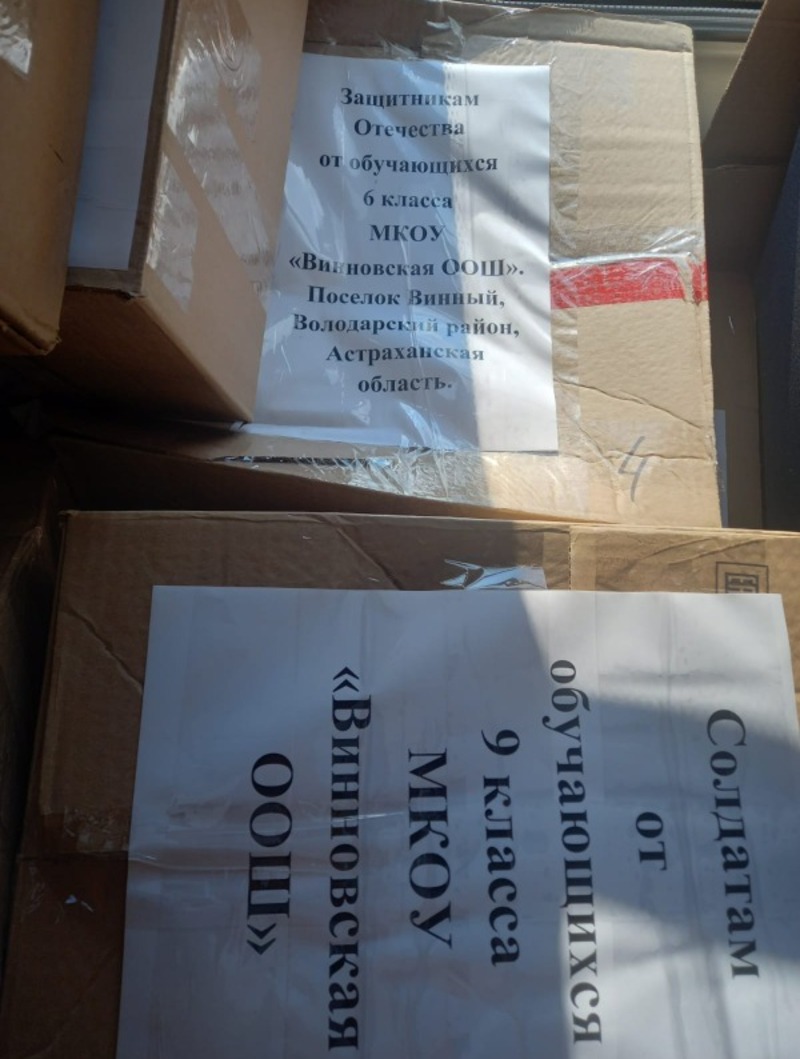 Защитникам
Отечества
от обучающихся
6 класса
МКОУ
«Винновская ООШ».
Поселок Винный,
Володарский район,
Астраханская
область.
4
Солдатам
от
обучающихся
9 класса
МКОУ
«Винновская
ООШ»